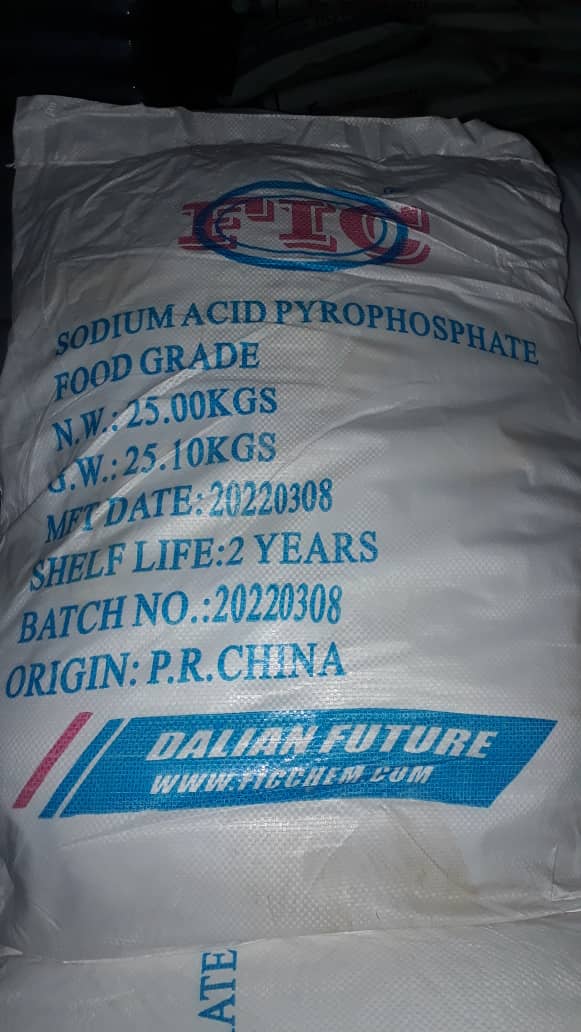 FIC
SODIUM ACID PYROPHOSPHATE
FOOD GRADE
N.W.: 25.00KGS
G.W.: 25.10KGS
MFT DATE: 20220308
SHELF LIFE:2 YEARS
BATCH NO.:20220308
ORIGIN: P.R.CHINA
DALIAN FUTURE
WWW.FICCHEM.COM
ATE